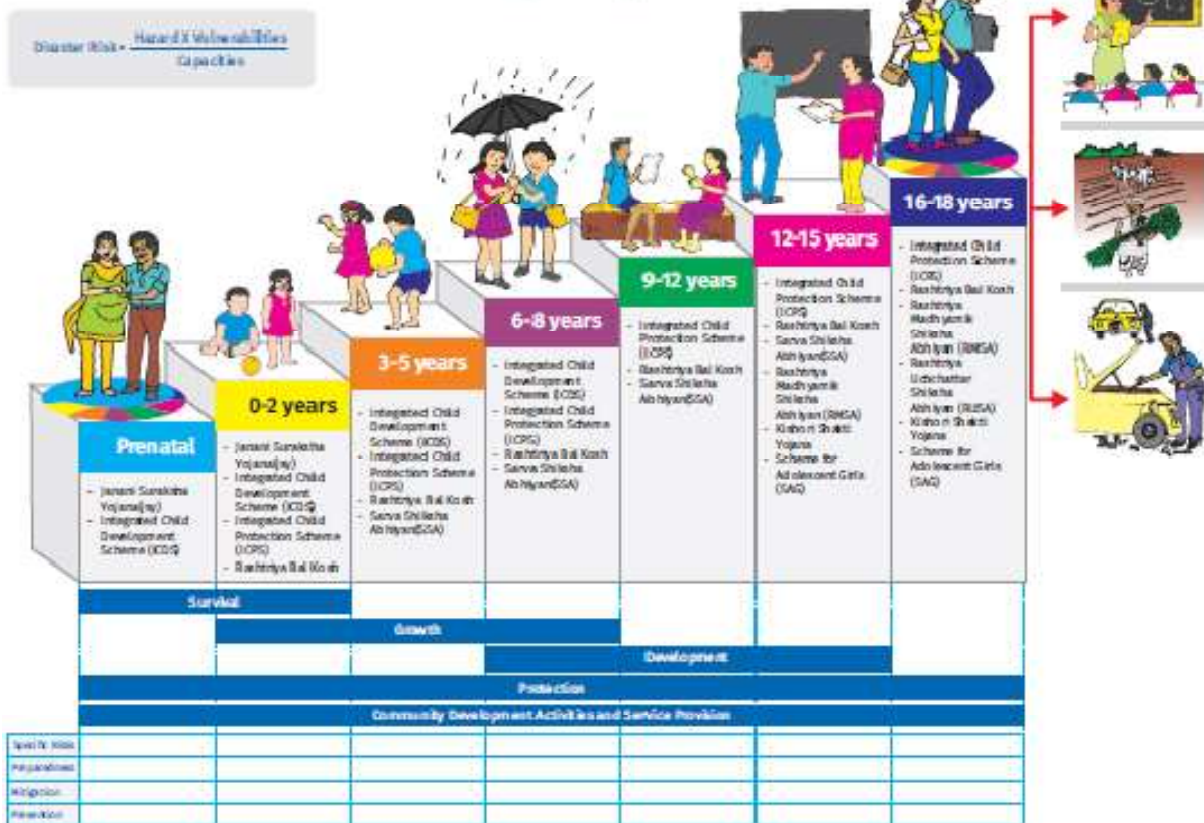 Disaster Risk = Hazard X Vulnerabilities
Capacities
Prenatal
- Janani Suraksha
Yojana(Jsy)
- Integrated Child
Development
Scheme (ICDS)
0-2 years
- Janani Suraksha
Yojana(Jsy)
- Integrated Child
Development
Scheme (ICDS)
- Integrated Child
Protection Scheme
(ICPS)
- Rashtriya Bal Kosh
3-5 years
- Integrated Child
Development
Scheme (ICDS)
- Integrated Child
Protection Scheme
(ICPS)
- Rashtriya Bal Kosh
- Sarva Shiksha
Abhiyan(SSA)
6-8 years
- Integrated Child
Development
Scheme (ICDS)
- Integrated Child
Protection Scheme
(ICPS)
- Rashtriya Bal Kosh
- Sarva Shiksha
Abhiyan(SSA)
9-12 years
- Integrated Child
Protection Scheme
(ICPS)
- Rashtriya Bal Kosh
- Sarva Shiksha
Abhiyan(SSA)
12-15 years
- Integrated Child
Protection Scheme
(ICPS)
- Rashtriya Bal Kosh
- Sarva Shiksha
Abhiyan(SSA)
- Rashtriya
Madhyamik
Shiksha
Abhiyan (RMSA)
- Kishori Shakti
Yojana
- Scheme for
Adolescent Girls
(SAG)
16-18 years
- Integrated Child
Protection Scheme
(ICPS)
- Rashtriya Bal Kosh
- Rashtriya
Madhyamik
Shiksha
Abhiyan (RMSA)
- Rashtriya
Uchchattar
Shiksha
Abhiyan (RUSA)
- Kishori Shakti
Yojana
- Scheme for
Adolescent Girls
(SAG)
Survival
Growth
Development
Protection
Community Development Activities and Service Provision
Specific Risks
Preparedness
Mitigation
Prevention